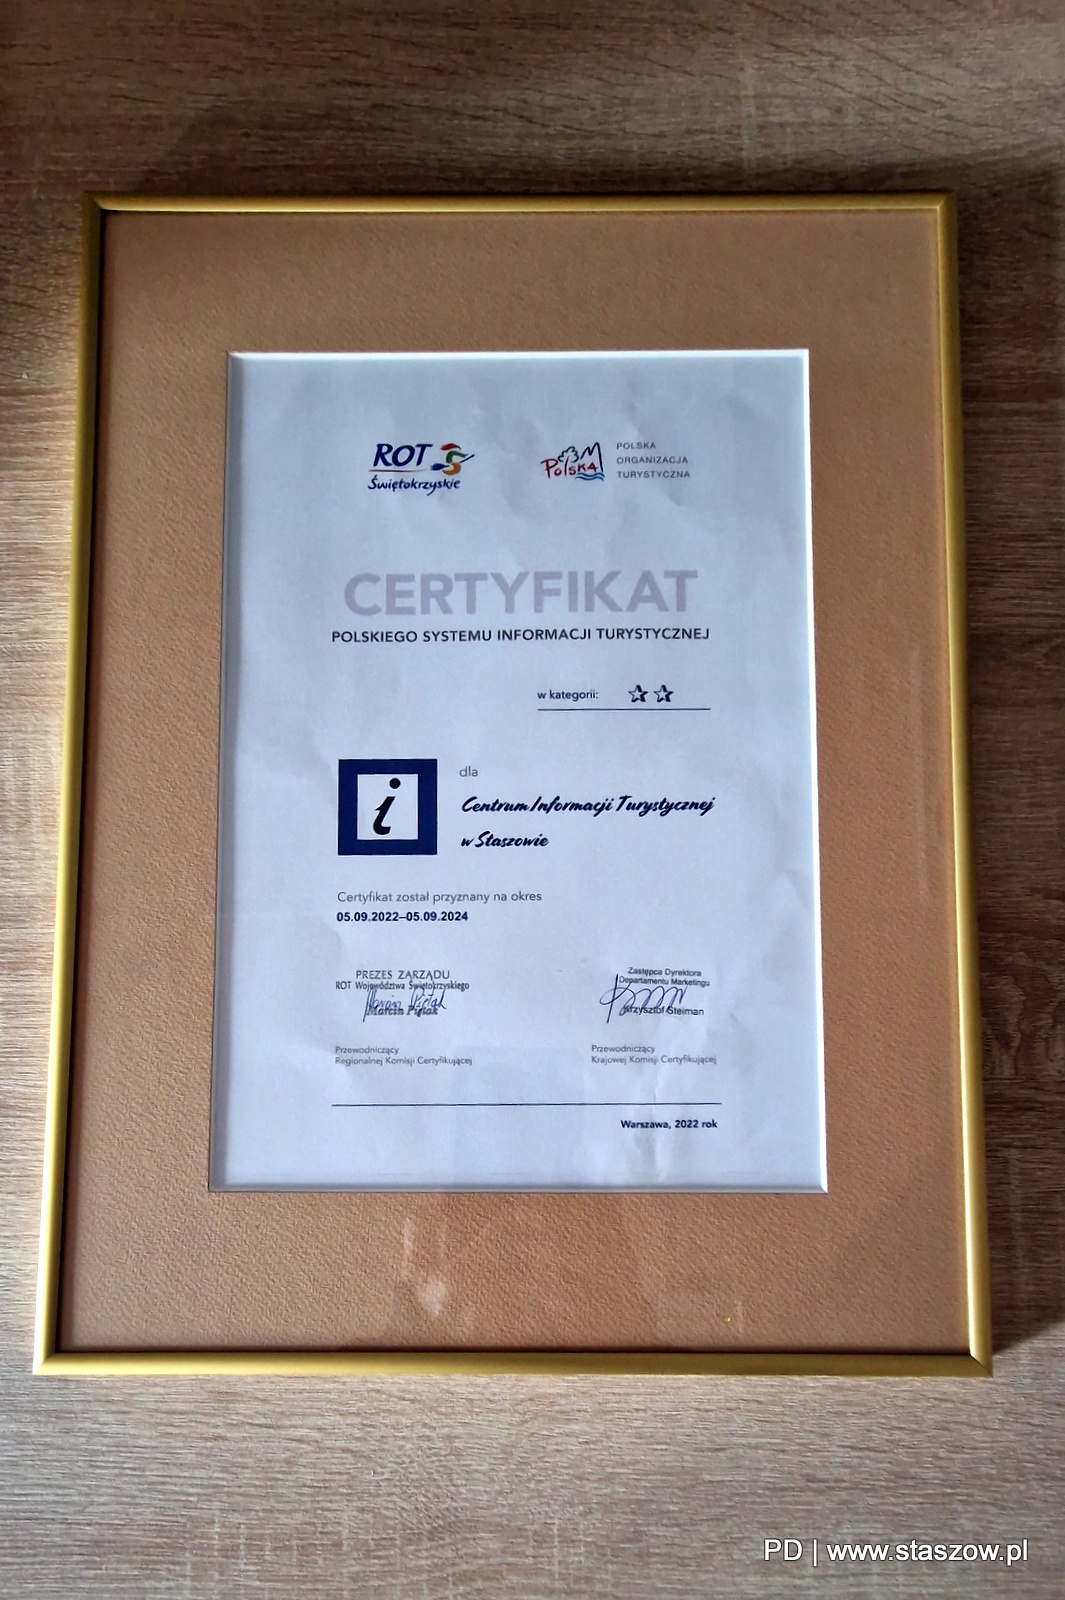 ROT
Świętokrzyskie
POLSKA
POLSKA
ORGANIZACJA
TURYSTYCZNA
CERTYFIKAT
POLSKIEGO SYSTEMU INFORMACJI TURYSTYCZNEJ
w kategorii:
i
dla
Centrum Informacji Turystycznej
w Staszowie
Certyfikat został przyznany na okres
05.09.2022–05.09.2024
PREZES ZARZĄDU
ROT Województwa Świętokrzyskiego
Marcin Piętak
Przewodniczący
Regionalnej Komisji Certyfikującej
Zastępca Dyrektora
Departamentu Marketingu
Krzysztof Steiman
Przewodniczący
Krajowej Komisji Certyfikującej
Warszawa, 2022 rok
PD | www.staszow.pl